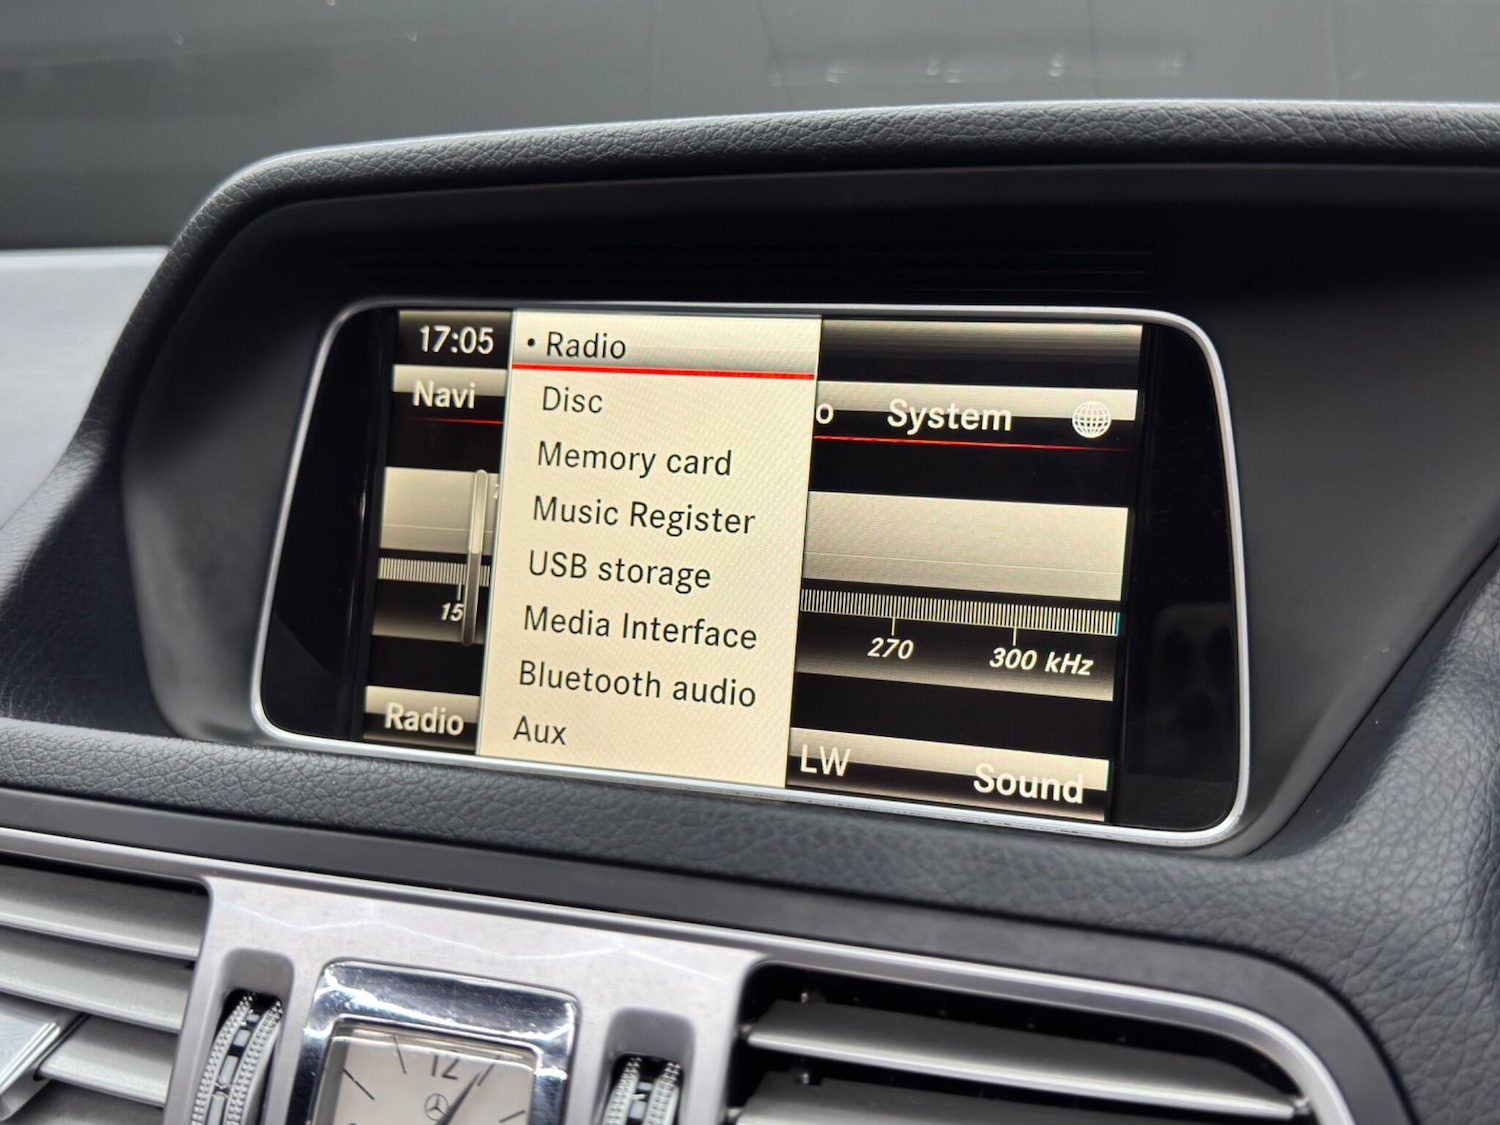 17:05
Navi
• Radio
Disc
Memory card
Music Register
USB storage
Media Interface
Bluetooth audio
Aux
o System
15
270
300 kHz
Radio
LW
Sound
12